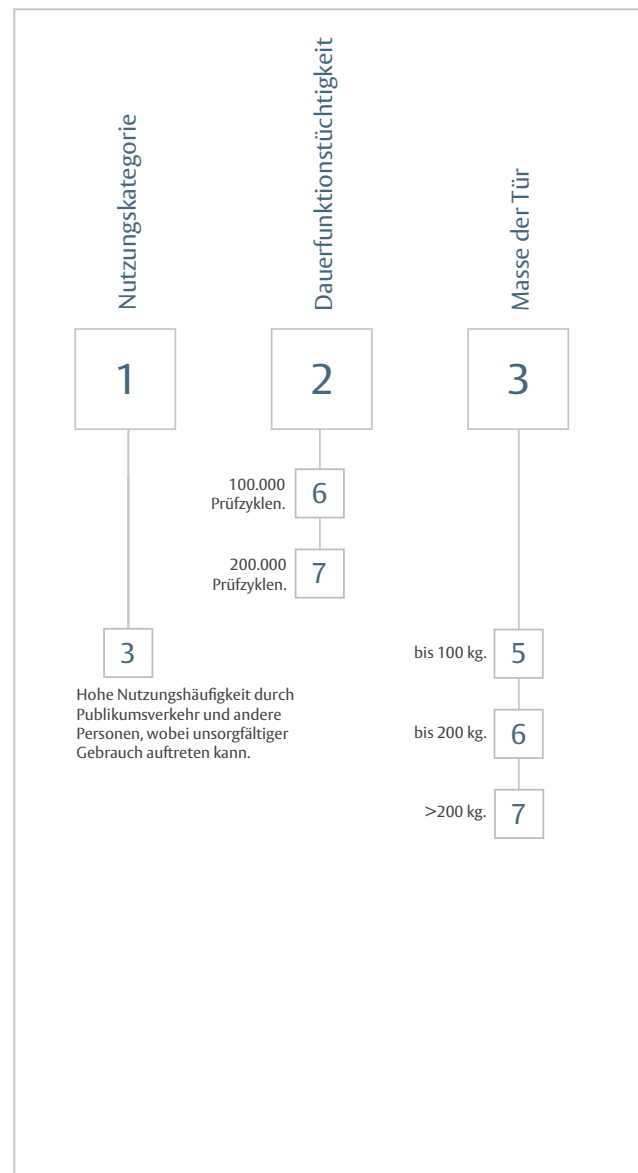 Nutzungskategorie
1
3
Hohe Nutzungshäufigkeit durch
Publikumsverkehr und andere
Personen, wobei unsorgfältiger
Gebrauch auftreten kann.
Dauerfunktionstüchtigkeit
2
100.000
Prüfzyklen.
6
200.000
Prüfzyklen.
7
Masse der Tür
3
bis 100 kg.
5
bis 200 kg.
6
>200 kg.
7